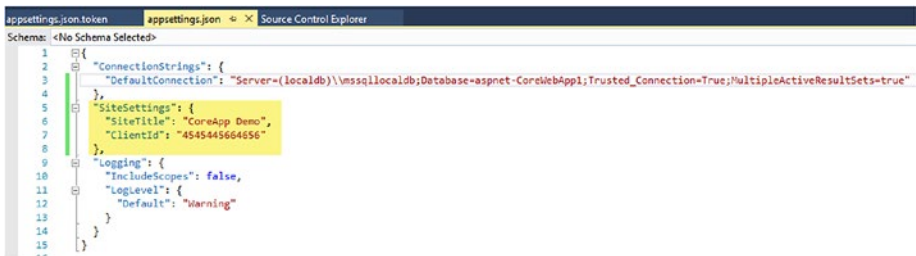 appsettings.json.token appsettings.json Source Control Explorer
Schema: <No Schema Selected>
1 {
2 "ConnectionStrings": {
3 "DefaultConnection": "Server=(localdb)\\mssqllocaldb;Database=aspnet-CoreWebApp1;Trusted_Connection=True;MultipleActiveResultSets=true"
4 },
5 "SiteSettings": {
6 "SiteTitle": "CoreApp Demo",
7 "ClientId": "4545445664656"
8 },
9 "Logging": {
10 "IncludeScopes": false,
11 "LogLevel": {
12 "Default": "Warning"
13 }
14 }
15 }